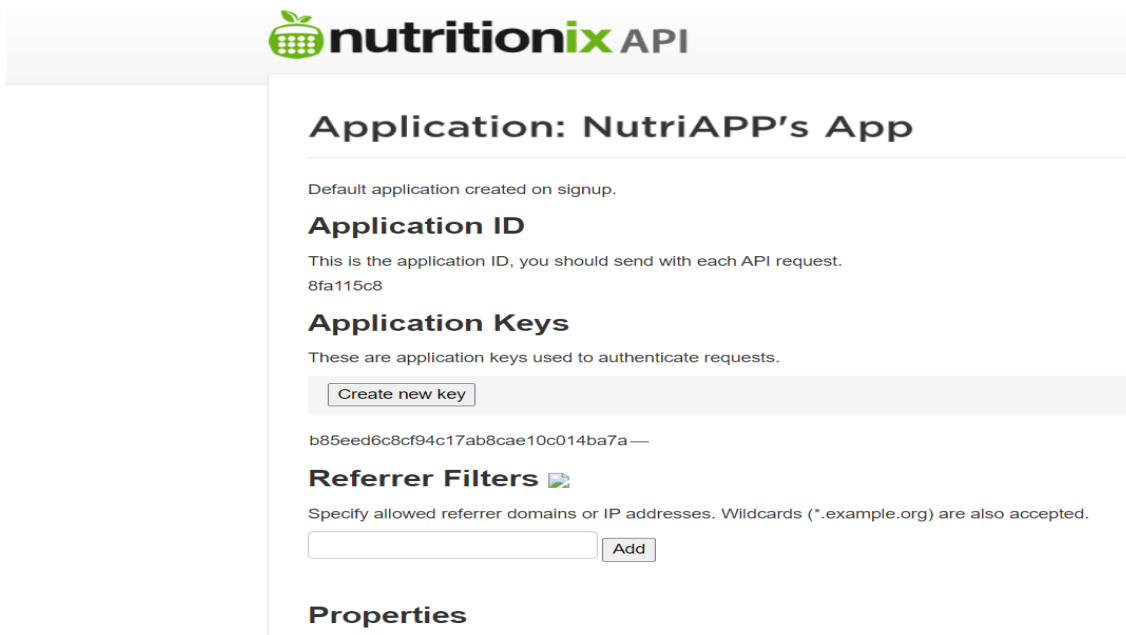 nutritionix API
Application: NutriAPP's App
Default application created on signup.
Application ID
This is the application ID, you should send with each API request.
8fa115c8
Application Keys
These are application keys used to authenticate requests.
Create new key
b85eed6c8cf94c17ab8cae10c014ba7a —
Referrer Filters
Specify allowed referrer domains or IP addresses. Wildcards (*.example.org) are also accepted.
Add
Properties